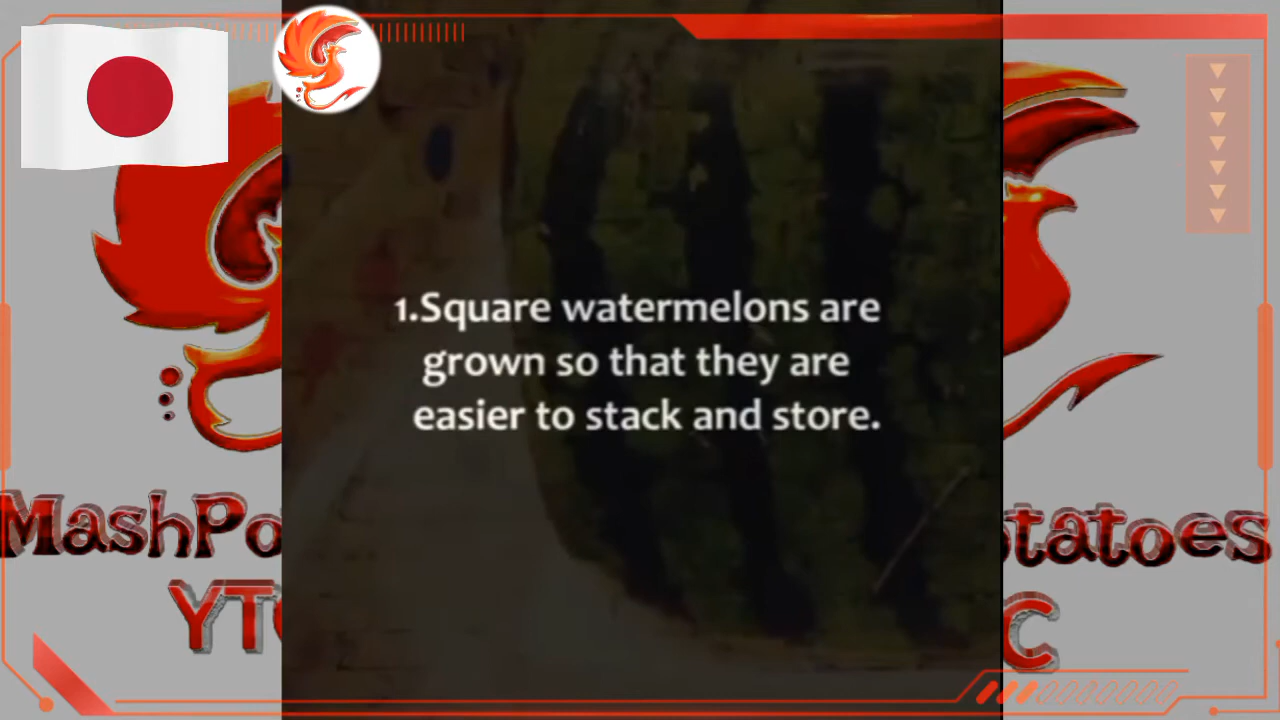 1.Square watermelons are
grown so that they are
easier to stack and store.
MashPo
tatoes
YT
C